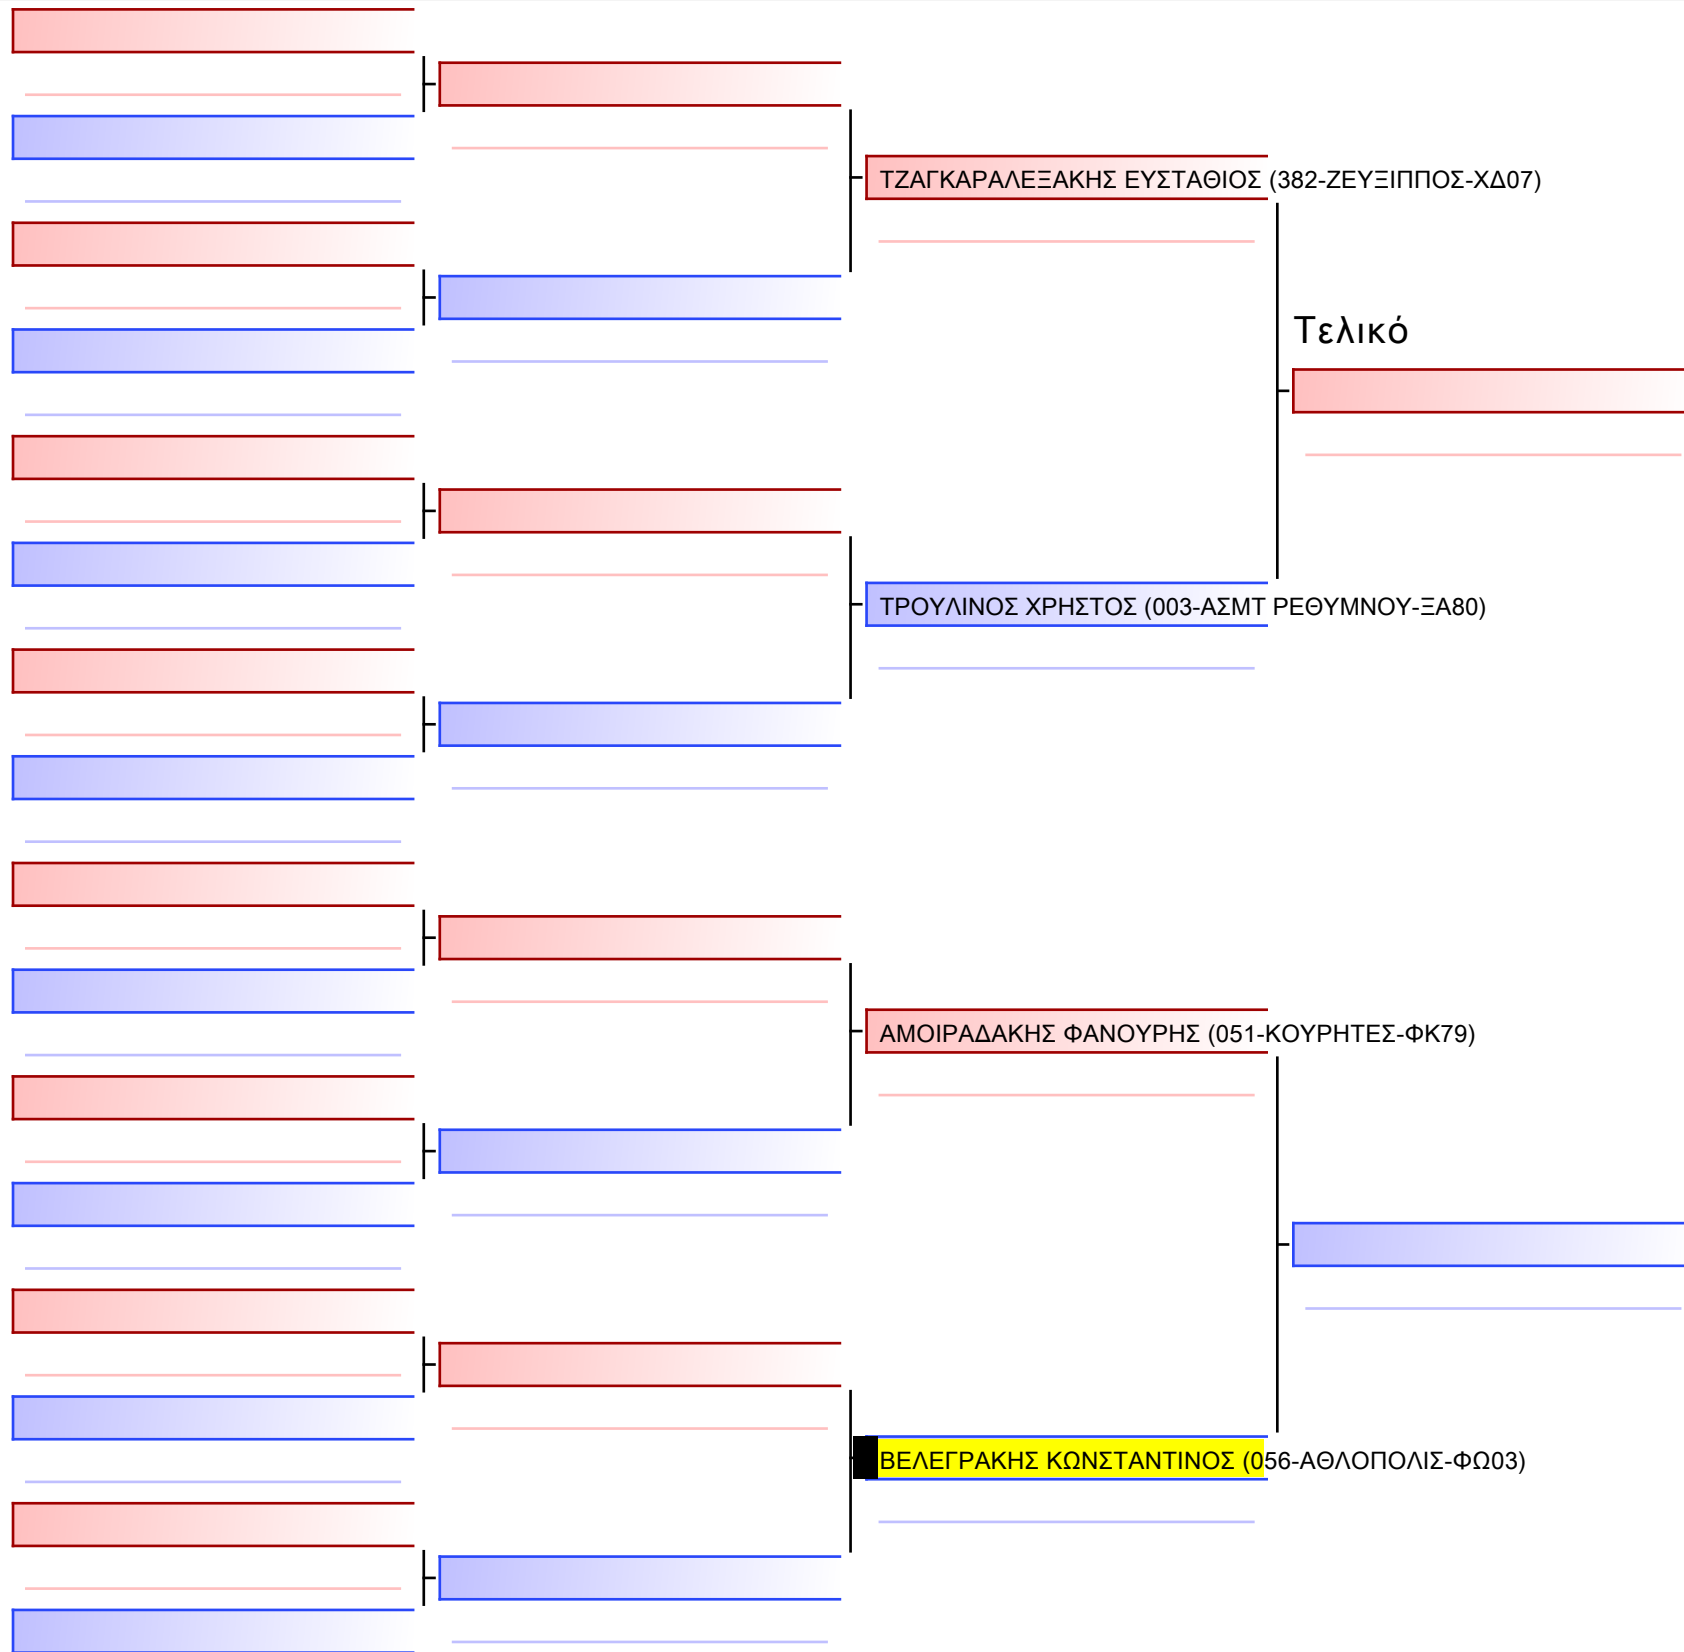 ΤΖΑΓΚΑΡΑΛΕΞΑΚΗΣ ΕΥΣΤΑΘΙΟΣ (382-ΖΕΥΞΙΠΠΟΣ-ΧΔ07)
Τελικό
ΤΡΟΥΛΙΝΟΣ ΧΡΗΣΤΟΣ (003-ΑΣΜΤ ΡΕΘΥΜΝΟΥ-ΞΑ80)
ΑΜΟΙΡΑΔΑΚΗΣ ΦΑΝΟΥΡΗΣ (051-ΚΟΥΡΗΤΕΣ-ΦΚ79)
ΒΕΛΕΓΡΑΚΗΣ ΚΩΝΣΤΑΝΤΙΝΟΣ (056-ΑΘΛΟΠΟΛΙΣ-ΦΩ03)